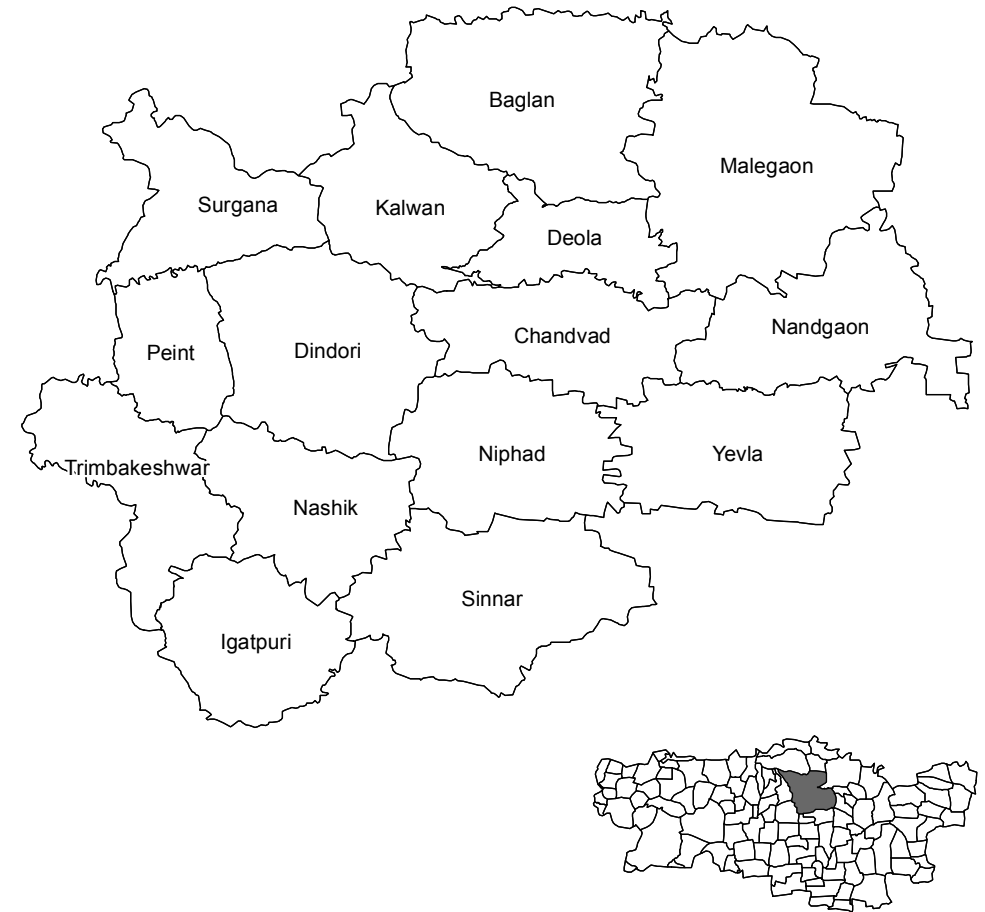 Baglan
Malegaon
Surgana
Kalwan
Deola
Chandvad
Nandgaon
Peint
Dindori
Niphad
Yevla
Trimbakeshwar
Nashik
Sinnar
Igatpuri